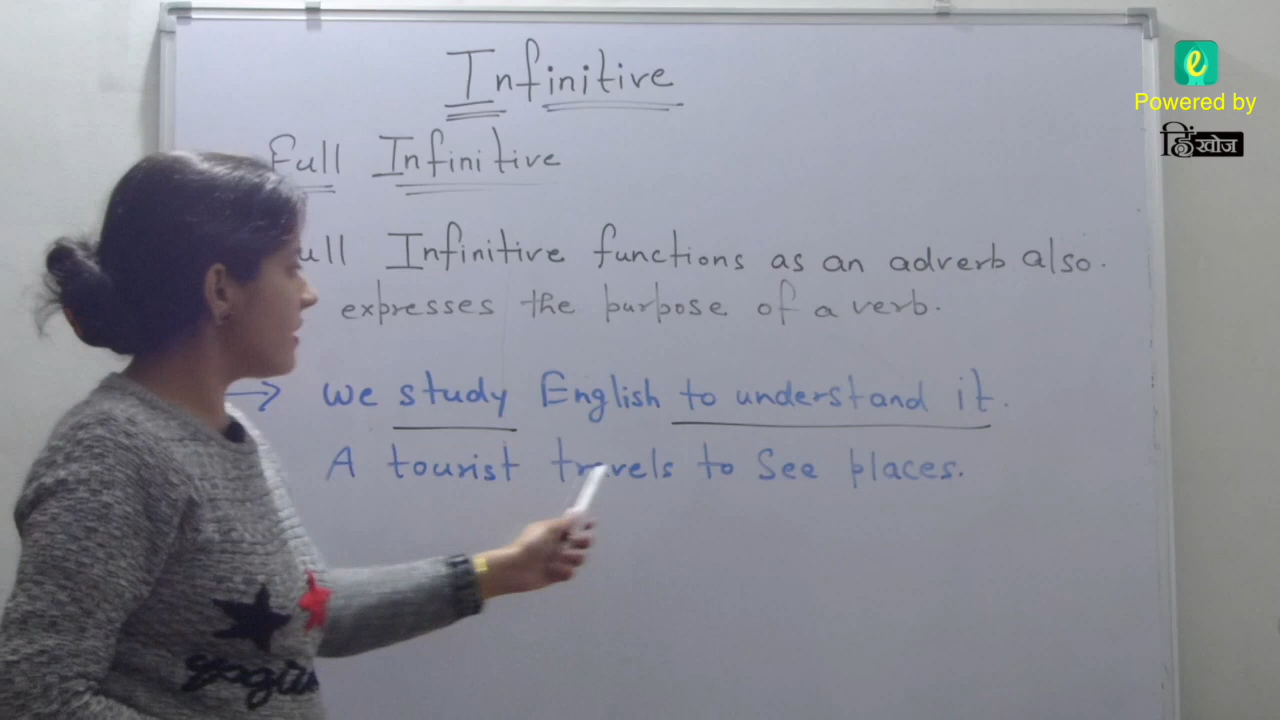 Infinitive
Full Infinitive
ull Infinitive functions as an adverb also.
expresses the purpose of a verb.
→ We study English to understand it.
A tourist travels to See places.
e
Powered by
हिंखोज